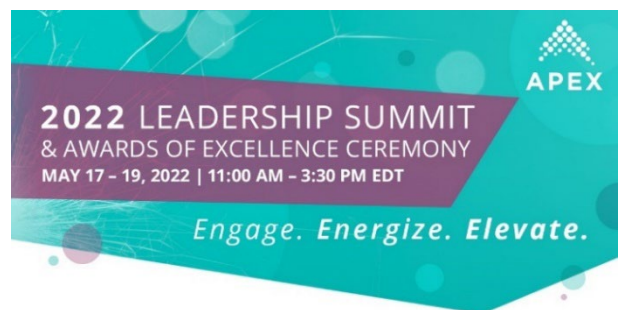 APEX
2022 LEADERSHIP SUMMIT
& AWARDS OF EXCELLENCE CEREMONY
MAY 17 – 19, 2022 | 11:00 AM – 3:30 PM EDT
Engage. Energize. Elevate.